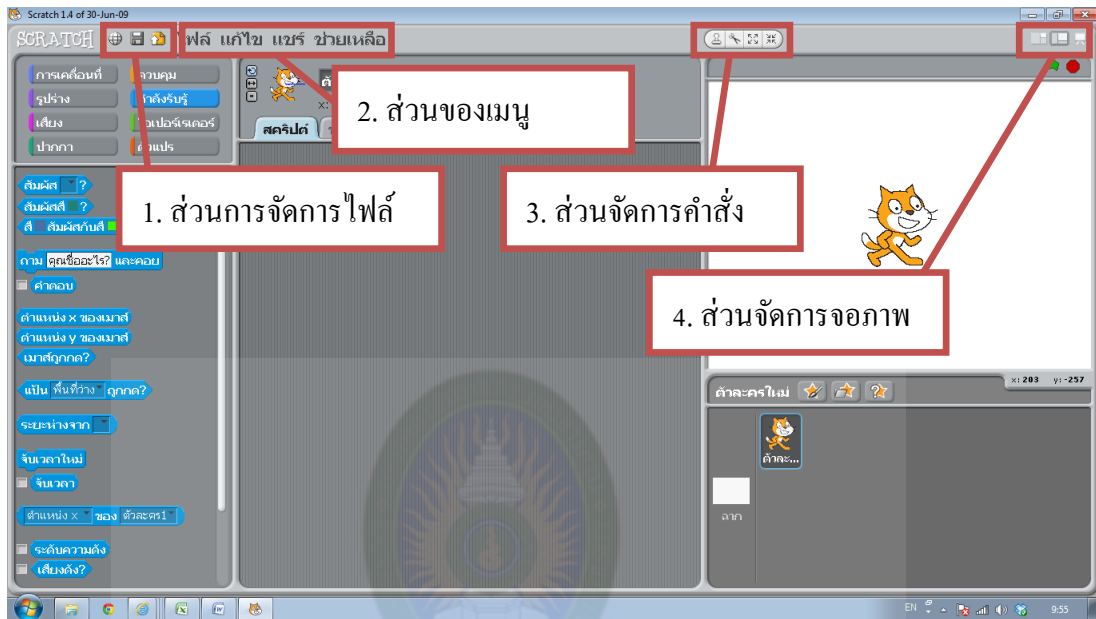 Scratch 1.4 of 30-Jun-09
SCRATCH ไฟล์ แก้ไข แชร์ ช่วยเหลือ
การเคลื่อนที่ ควบคุม
รูปร่าง กำลังรับรู้
เสียง โอเปอร์เรเตอร์
ปากกา ตัวแปร
x:
สคริปต์
1. ส่วนการจัดการไฟล์
2. ส่วนของเมนู
3. ส่วนจัดการคำสั่ง
4. ส่วนจัดการจอภาพ
สัมผัส ?
สัมผัสสี ?
สี สัมผัสกับสี
ถาม คุณชื่ออะไร? และคอย
คำตอบ
ตำแหน่ง x ของเมาส์
ตำแหน่ง y ของเมาส์
เมาส์ถูกกด?
แป้น พื้นที่ว่าง ถูกกด?
ระยะห่างจาก
จับเวลาใหม่
จับเวลา
ตำแหน่ง x ของ ตัวละคร1
ระดับความดัง
เสียงดัง?
x: 203 y: -257
ตัวละครใหม่
ตัวละ...
ฉาก
EN 9:55